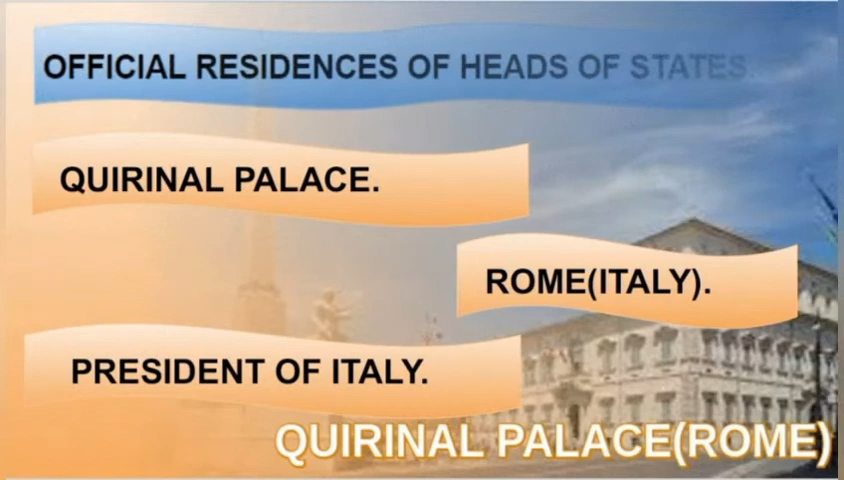 OFFICIAL RESIDENCES OF HEADS OF STATES.
QUIRINAL PALACE.
ROME(ITALY).
PRESIDENT OF ITALY.
QUIRINAL PALACE(ROME)